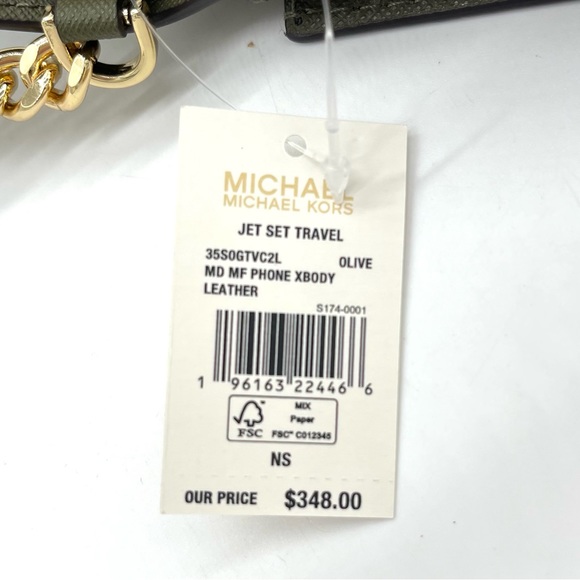 MICHAEL
MICHAEL KORS
JET SET TRAVEL
35S0GTVC2L OLIVE
MD MF PHONE XBODY
LEATHER
S174-0001
1 96163 22446 6
FSC MIX
Paper
FSC™ C012345
NS
OUR PRICE $348.00